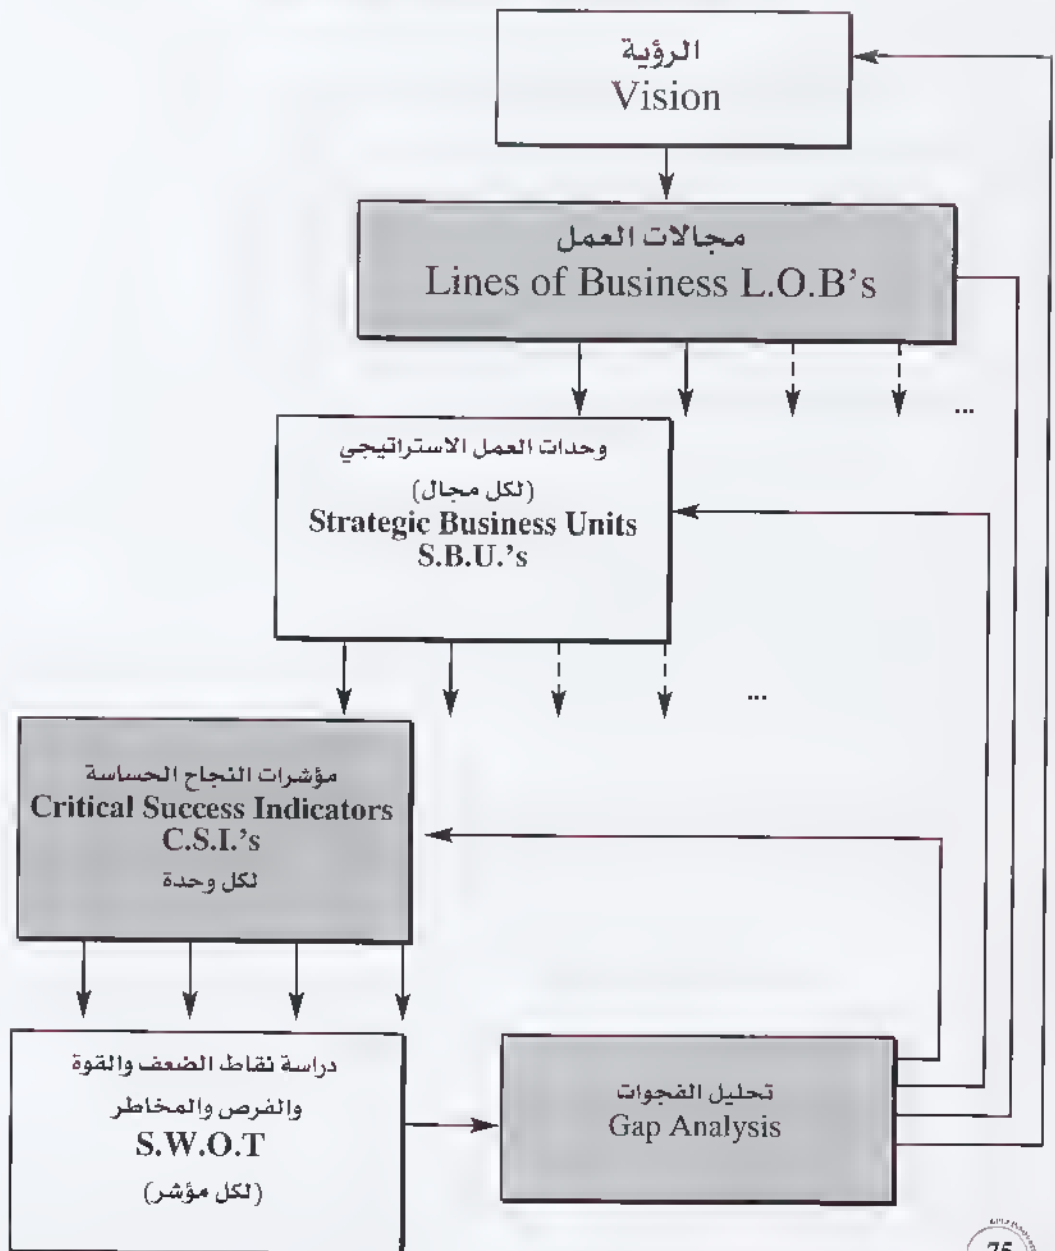 الرؤية
Vision
مجالات العمل
Lines of Business L.O.B's
...
وحدات العمل الاستراتيجي
(لكل مجال)
Strategic Business Units
S.B.U.'s
...
مؤشرات النجاح الحساسة
Critical Success Indicators
C.S.I.'s
لكل وحدة
دراسة نقاط الضعف والقوة
والفرص والمخاطر
S.W.O.T
(لكل مؤشر)
تحليل الفجوات
Gap Analysis
75